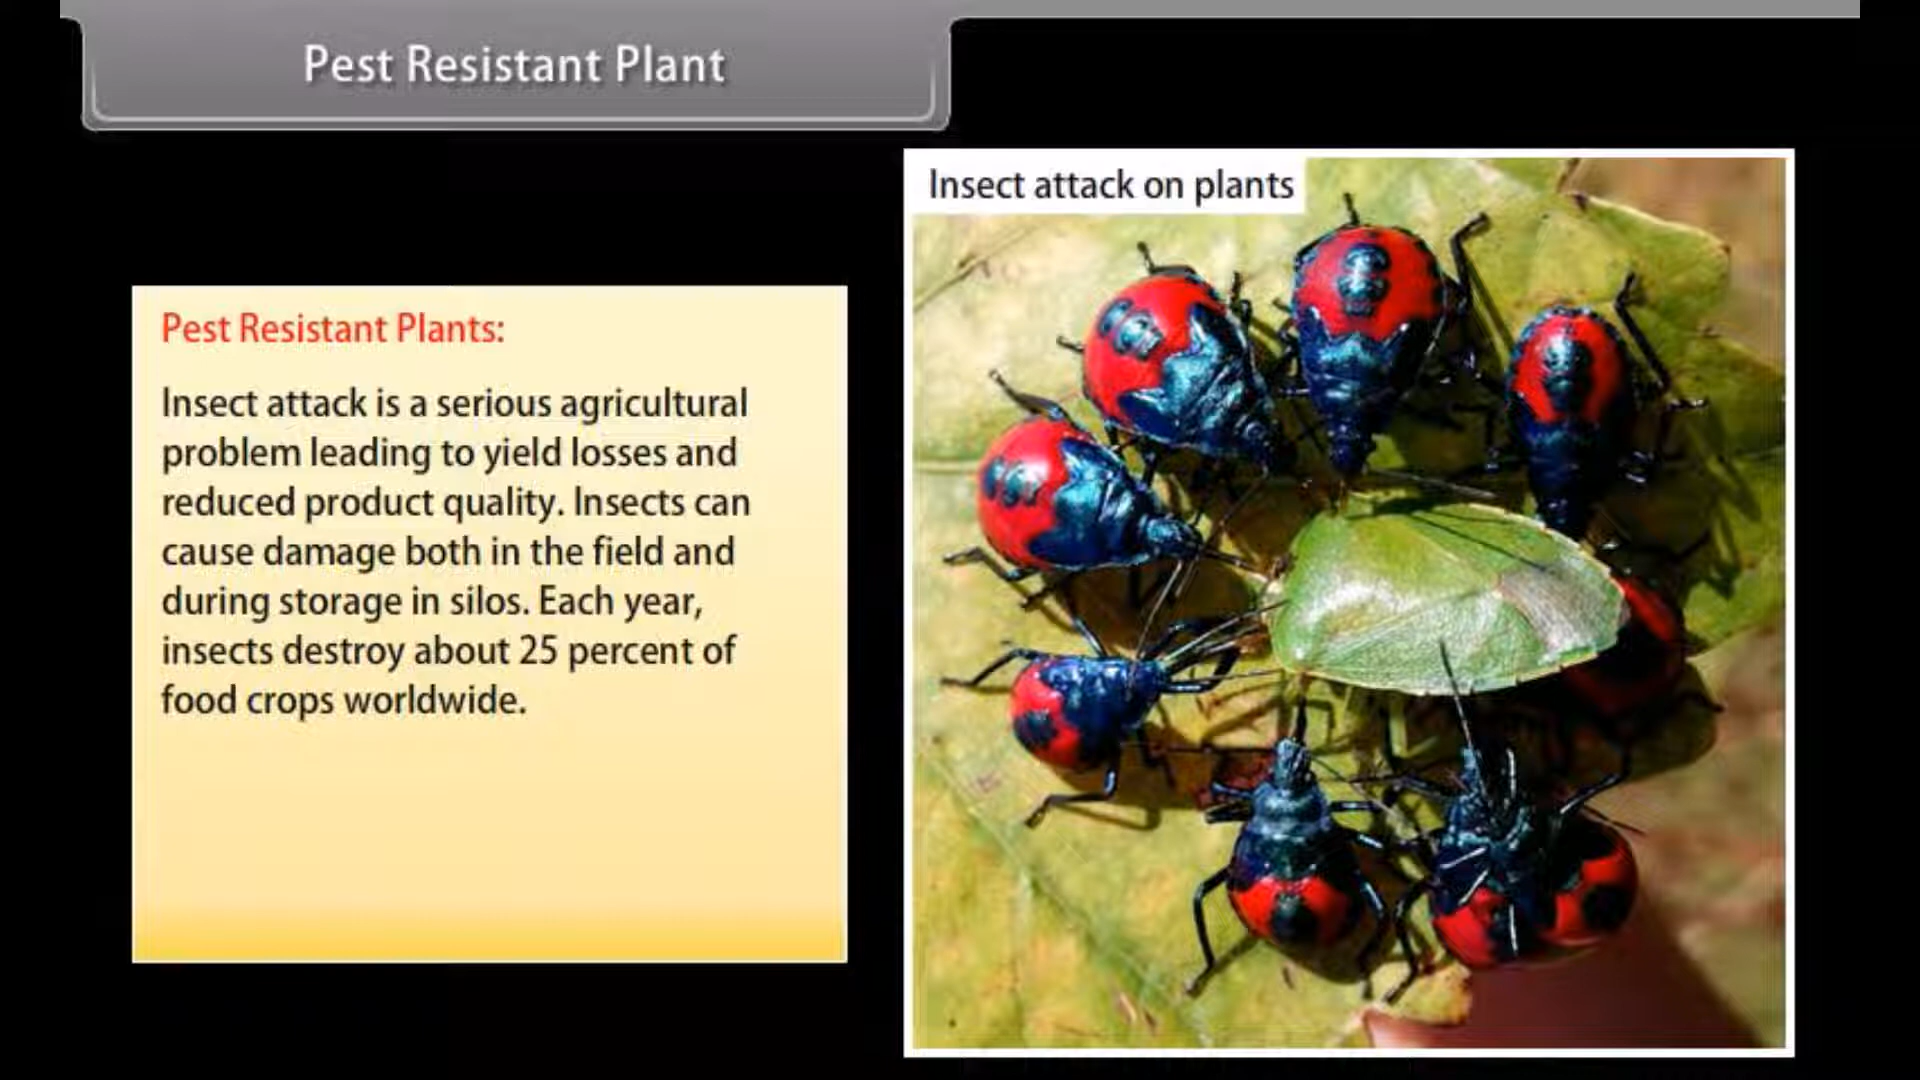 Pest Resistant Plant
Insect attack on plants
Pest Resistant Plants:
Insect attack is a serious agricultural
problem leading to yield losses and
reduced product quality. Insects can
cause damage both in the field and
during storage in silos. Each year,
insects destroy about 25 percent of
food crops worldwide.